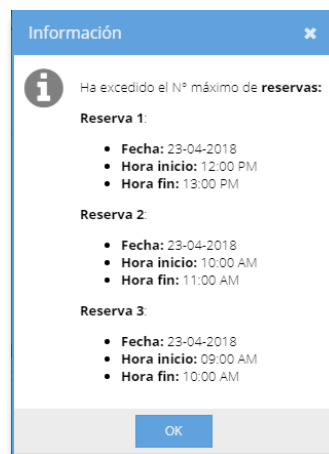 Información
Ha excedido el Nº máximo de reservas:
Reserva 1:
Fecha: 23-04-2018
Hora inicio: 12:00 PM
Hora fin: 13:00 PM
Reserva 2:
Fecha: 23-04-2018
Hora inicio: 10:00 AM
Hora fin: 11:00 AM
Reserva 3:
Fecha: 23-04-2018
Hora inicio: 09:00 AM
Hora fin: 10:00 AM
OK